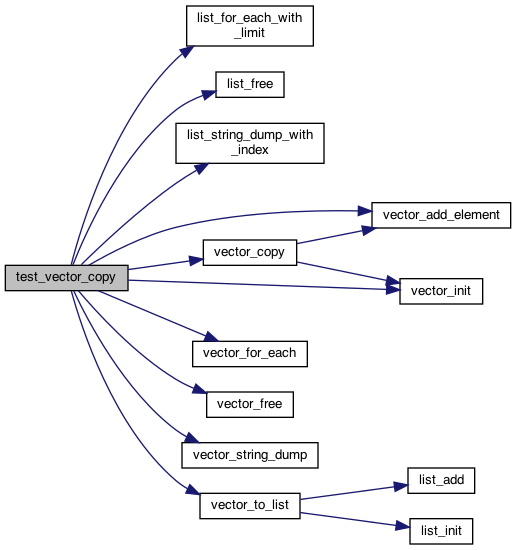 list_for_each_with
_limit
list_free
list_string_dump_with
_index
vector_add_element
vector_copy
test_vector_copy
vector_init
vector_for_each
vector_free
vector_string_dump
list_add
vector_to_list
list_init